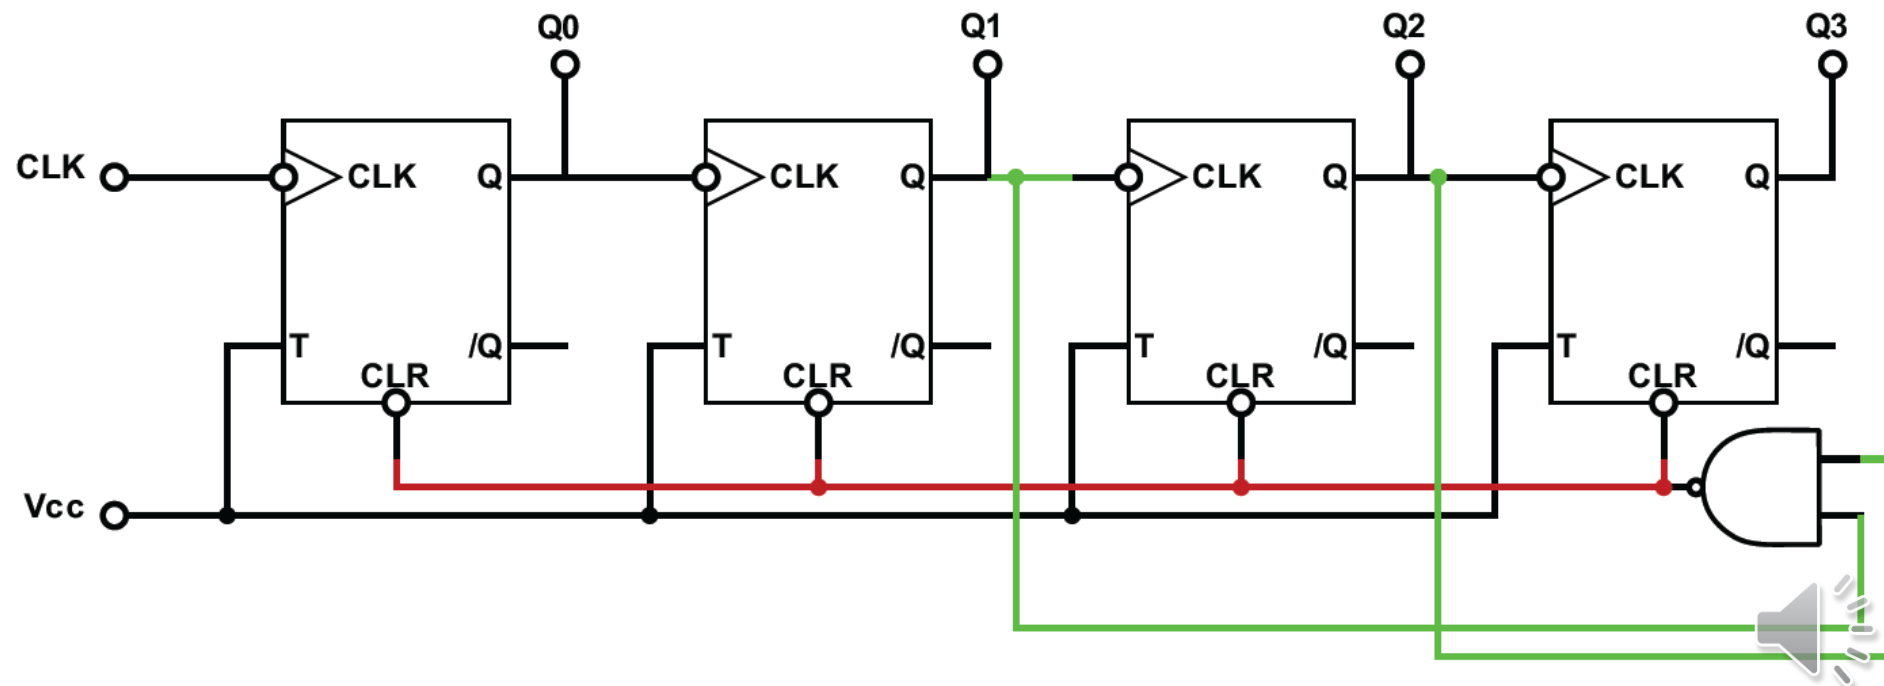 Q0 Q1 Q2 Q3
CLK CLK Q CLK Q CLK Q CLK Q
T /Q T /Q T /Q T /Q
CLR CLR CLR CLR
Vcc